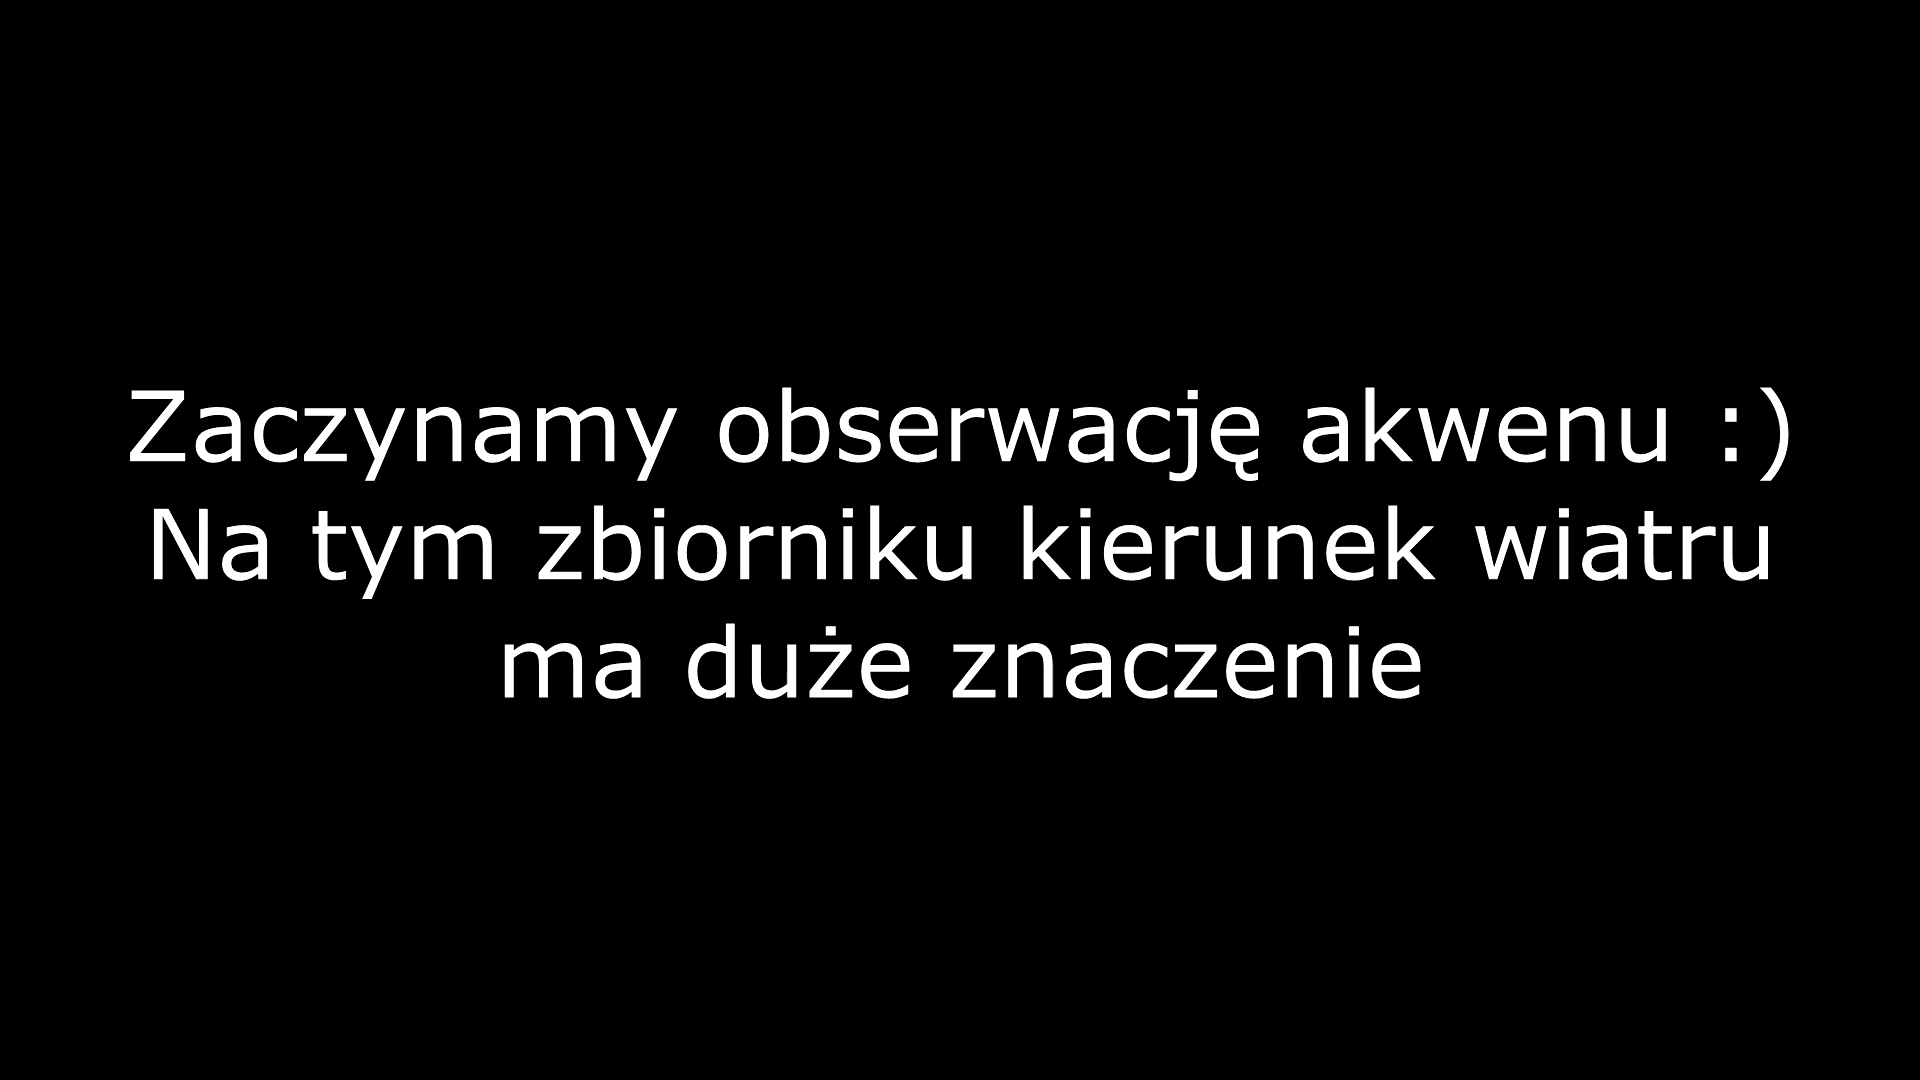 Zaczynamy obserwację akwenu :)
Na tym zbiorniku kierunek wiatru
ma duże znaczenie